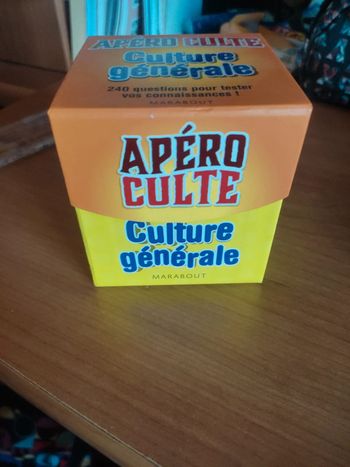 APÉRO CULTE
Culture
générale
240 questions pour tester
vos connaissances !
MARABOUT
APÉRO
CULTE
Culture
générale
MARABOUT